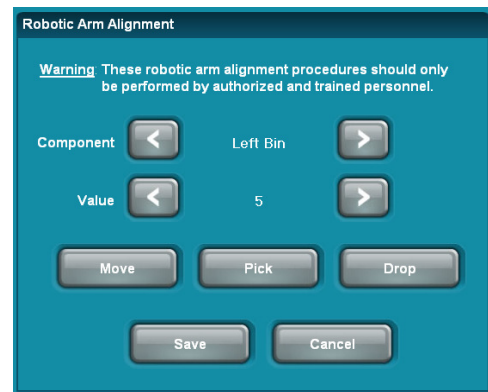 Robotic Arm Alignment
Warning: These robotic arm alignment procedures should only
be performed by authorized and trained personnel.
Component < Left Bin >
Value < 5 >
Move Pick Drop
Save Cancel